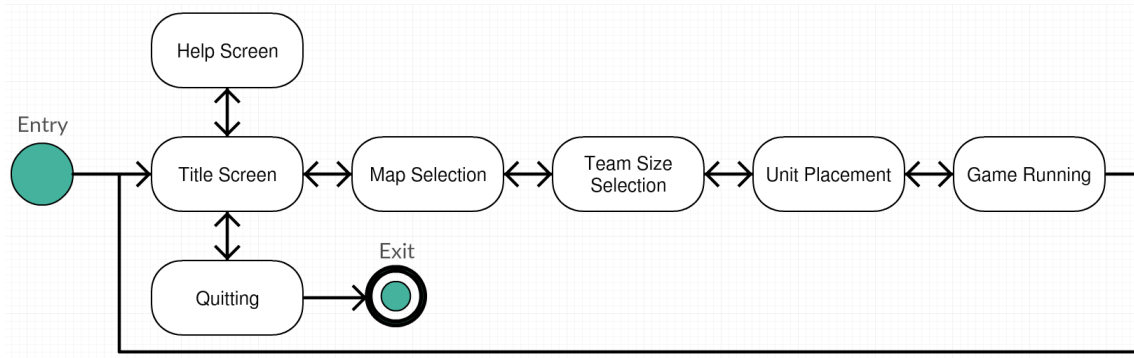 Help Screen
Entry
Title Screen
Map Selection
Team Size
Selection
Unit Placement
Game Running
Exit
Quitting